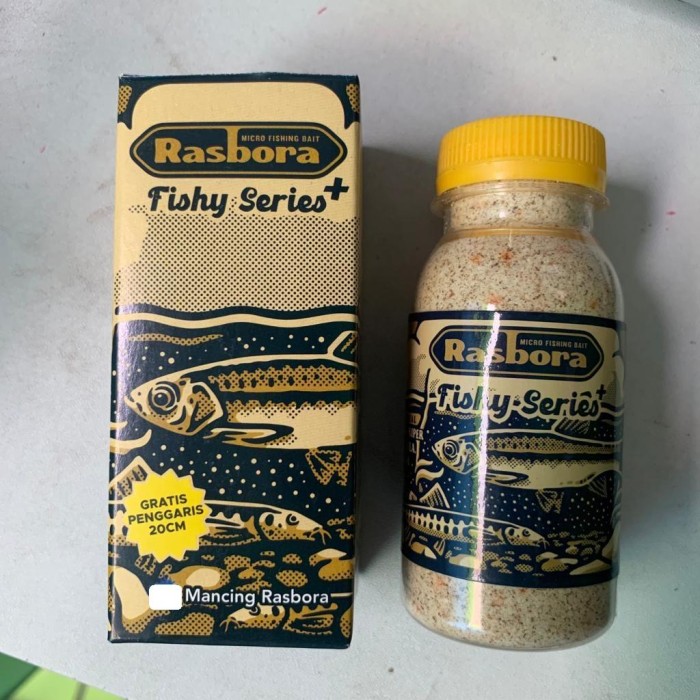 MICRO FISHING BAIT
Rasbora
Fishy Series+
GRATIS
PENGGARIS
20CM
Mancing Rasbora
MICRO FISHING BAIT
Rasbora
Fishy Series+